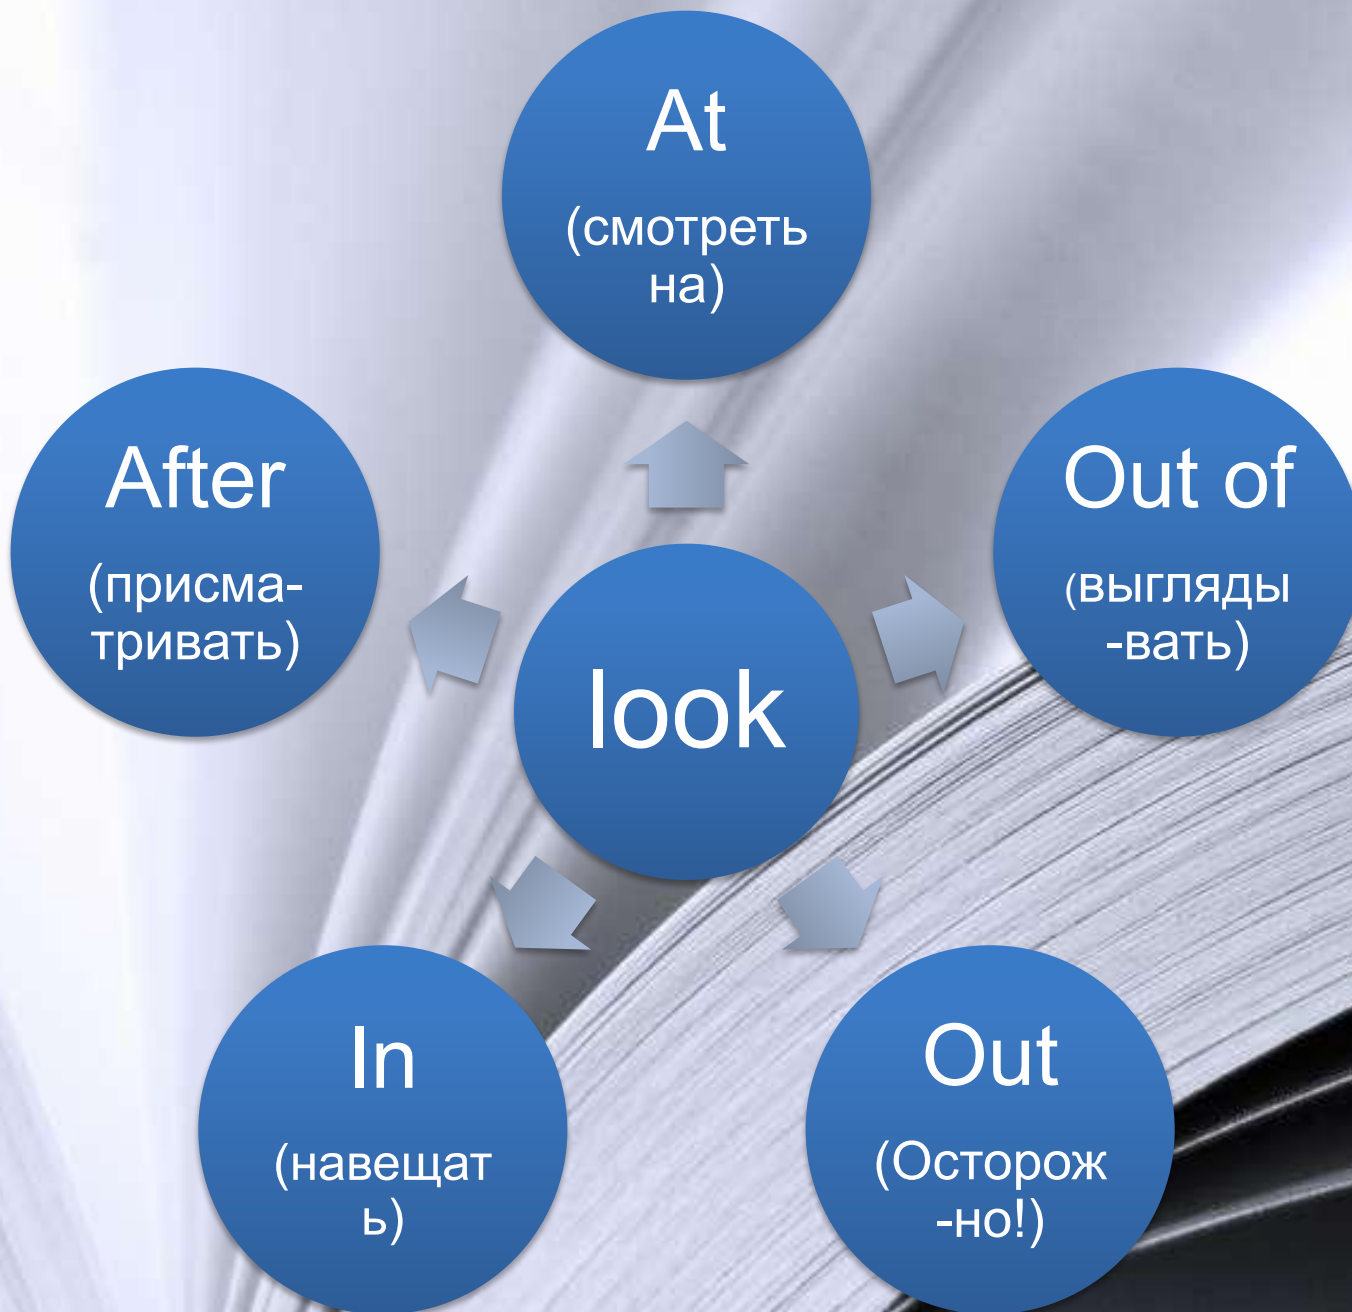 At
(смотреть
на)
After
(присма-
тривать)
Out of
(выгляды
-вать)
look
In
(навещат
ь)
Out
(Осторож
-но!)